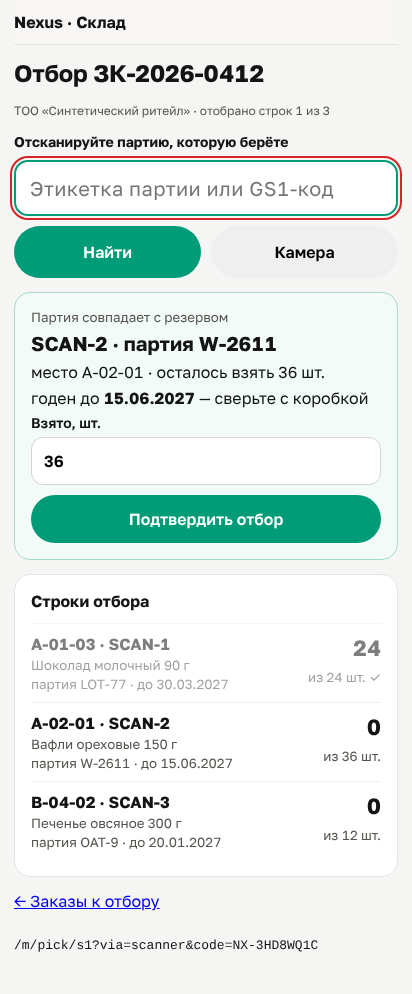 Nexus · Склад
Отбор ЗК-2026-0412
ТОО «Синтетический ритейл» · отобрано строк 1 из 3
Отсканируйте партию, которую берёте
Этикетка партии или GS1-код
Найти
Камера
Партия совпадает с резервом
SCAN-2 · партия W-2611
место A-02-01 · осталось взять 36 шт.
годен до 15.06.2027 — сверьте с коробкой
Взято, шт.
36
Подтвердить отбор
Строки отбора
A-01-03 · SCAN-1
24
Шоколад молочный 90 г
партия LOT-77 · до 30.03.2027
из 24 шт. ✓
A-02-01 · SCAN-2
0
Вафли ореховые 150 г
партия W-2611 · до 15.06.2027
из 36 шт.
B-04-02 · SCAN-3
0
Печенье овсяное 300 г
партия OAT-9 · до 20.01.2027
из 12 шт.
← Заказы к отбору
/m/pick/s1?via=scanner&code=NX-3HD8WQ1C